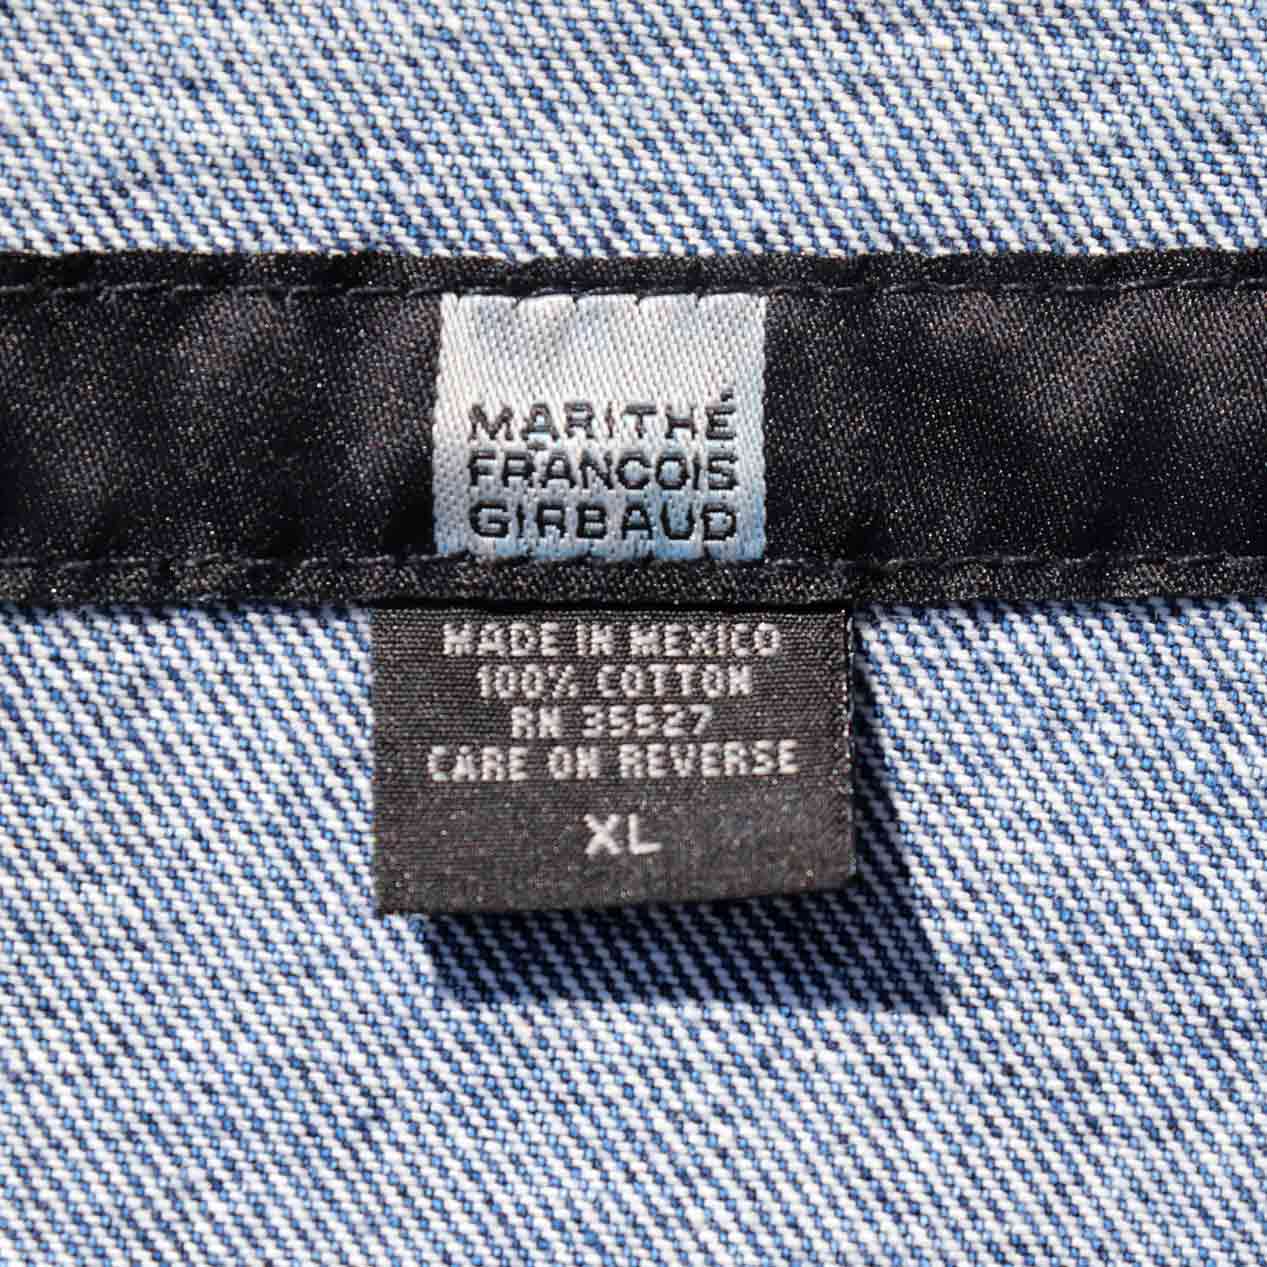 MARITHÉ
FRANCOIS
GIRBAUD
MADE IN MEXICO
100% COTTON
RN 35527
CARE ON REVERSE
XL